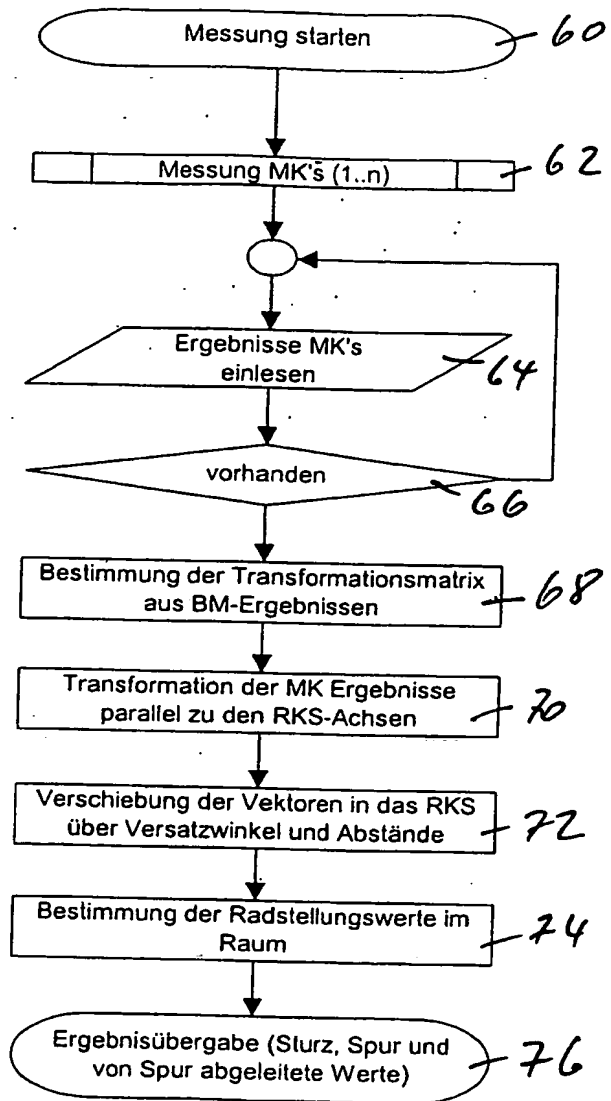 Messung starten
60
Messung MK's (1..n)
62
Ergebnisse MK's
einlesen
64
vorhanden
66
Bestimmung der Transformationsmatrix
aus BM-Ergebnissen
68
Transformation der MK Ergebnisse
parallel zu den RKS-Achsen
70
Verschiebung der Vektoren in das RKS
über Versatzwinkel und Abstände
72
Bestimmung der Radstellungswerte im
Raum
74
Ergebnisübergabe (Sturz, Spur und
von Spur abgeleitete Werte)
76